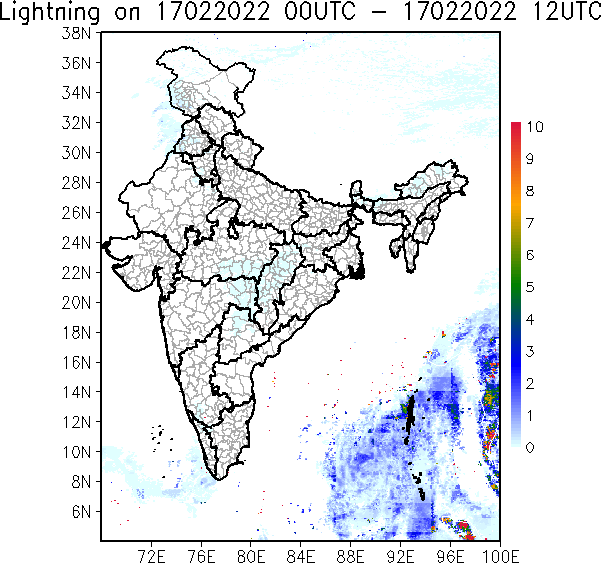 Lightning on 17022022 00UTC – 17022022 12UTC
38N
36N
34N
32N
30N
28N
26N
24N
22N
20N
18N
16N
14N
12N
10N
8N
6N
72E 76E 80E 84E 88E 92E 96E 100E
10
9
8
7
6
5
4
3
2
1
0